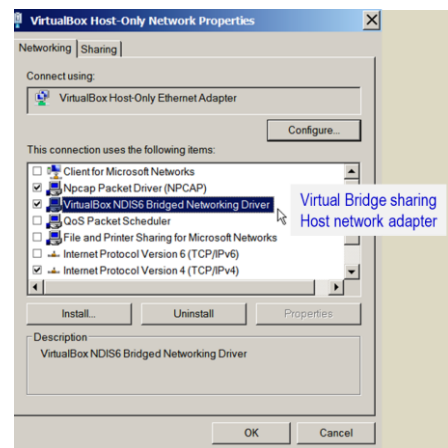 VirtualBox Host-Only Network Properties
Networking
Sharing
Connect using:
VirtualBox Host-Only Ethernet Adapter
Configure...
This connection uses the following items:
Client for Microsoft Networks
Npcap Packet Driver (NPCAP)
VirtualBox NDIS6 Bridged Networking Driver
QoS Packet Scheduler
File and Printer Sharing for Microsoft Networks
Internet Protocol Version 6 (TCP/IPv6)
Internet Protocol Version 4 (TCP/IPv4)
Virtual Bridge sharing
Host network adapter
Install...
Uninstall
Properties
Description
VirtualBox NDIS6 Bridged Networking Driver
OK
Cancel